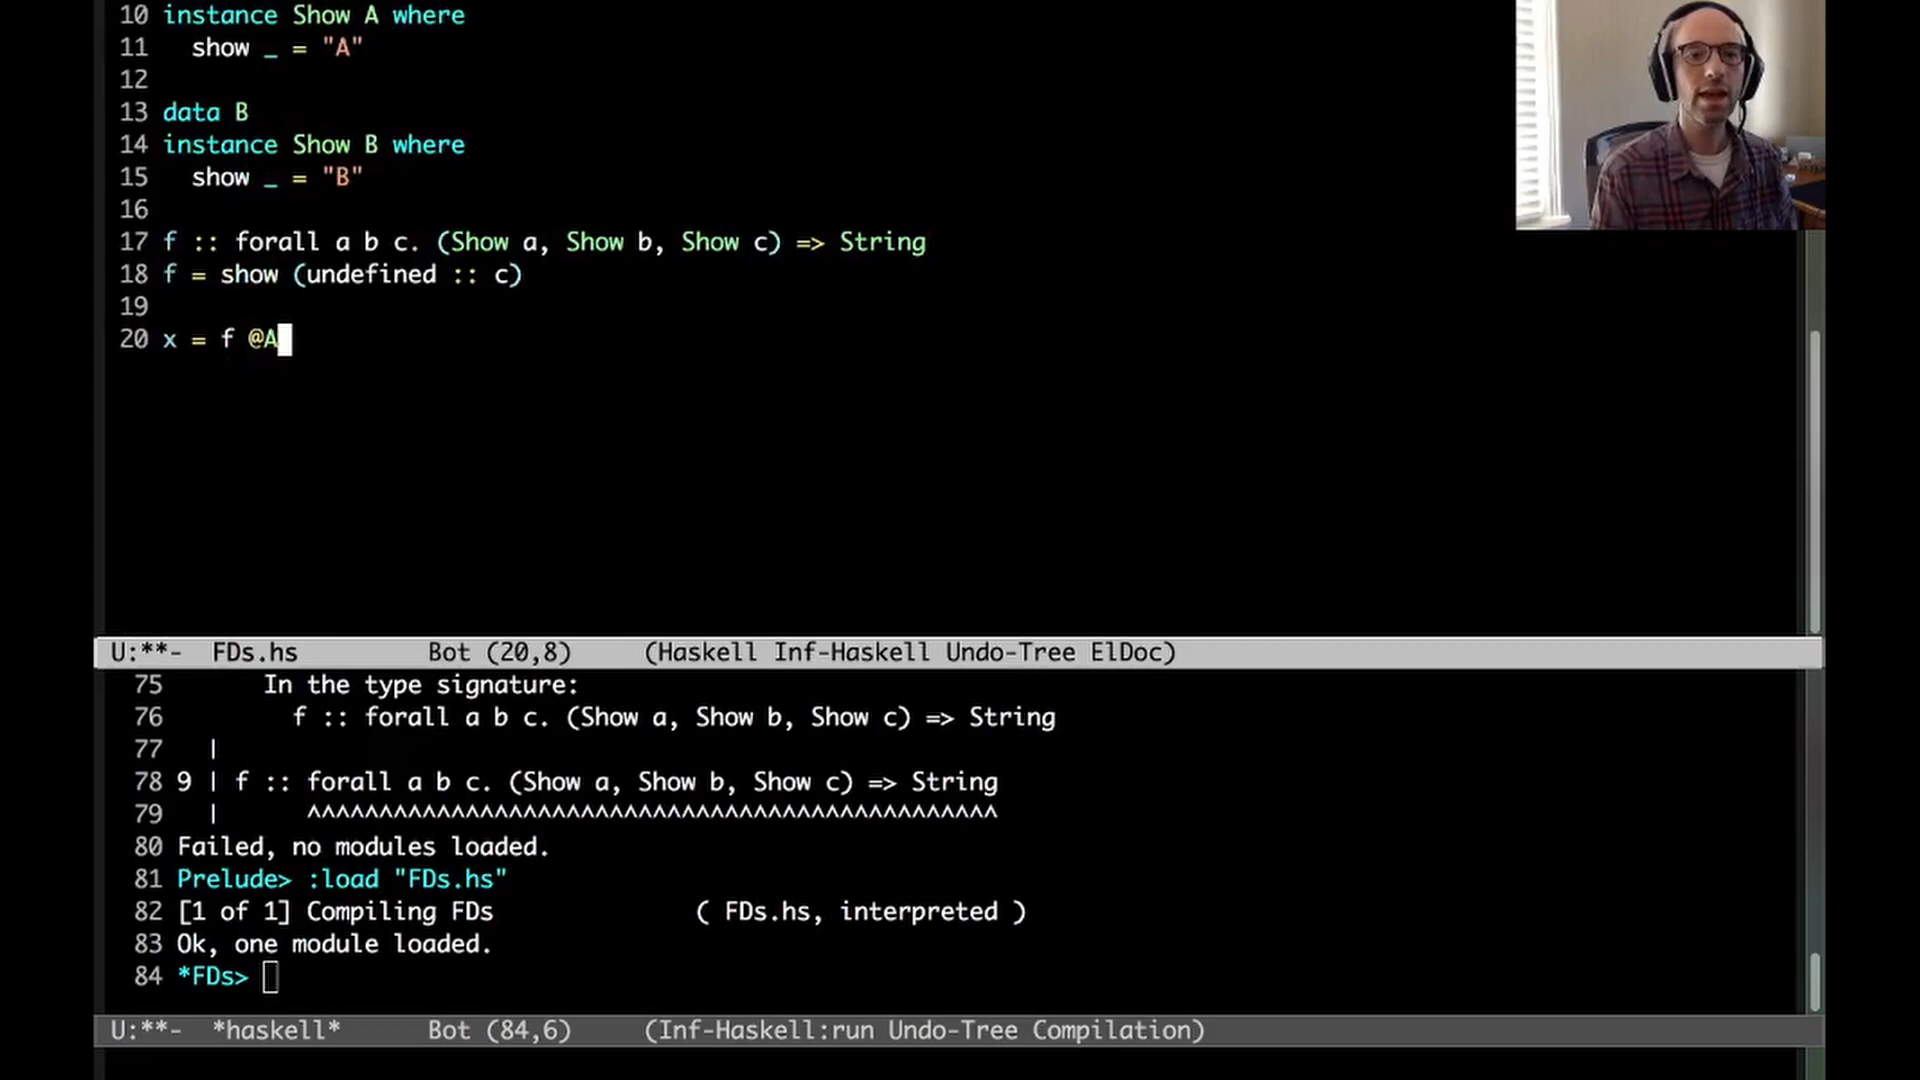 10 instance Show A where
11   show _ = "A"
12
13 data B
14 instance Show B where
15   show _ = "B"
16
17 f :: forall a b c. (Show a, Show b, Show c) => String
18 f = show (undefined :: c)
19
20 x = f @A
U:**-  FDs.hs         Bot (20,8)     (Haskell Inf-Haskell Undo-Tree ElDoc)
75       In the type signature:
76         f :: forall a b c. (Show a, Show b, Show c) => String
77   |
78 9 | f :: forall a b c. (Show a, Show b, Show c) => String
79   |      ^^^^^^^^^^^^^^^^^^^^^^^^^^^^^^^^^^^^^^^^^^^^^^^^
80 Failed, no modules loaded.
81 Prelude> :load "FDs.hs"
82 [1 of 1] Compiling FDs              ( FDs.hs, interpreted )
83 Ok, one module loaded.
84 *FDs>
U:**-  *haskell*      Bot (84,6)     (Inf-Haskell:run Undo-Tree Compilation)